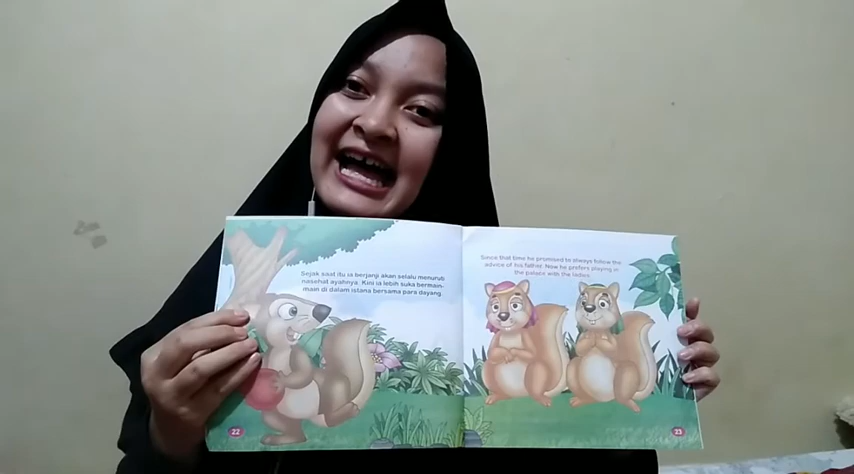 Sejak saat itu ia berjanji akan selalu menuruti
nasehat ayahnya. Kini ia lebih suka bermain-
main di dalam istana bersama para dayang.
Since that time he promised to always follow the
advice of his father. Now he prefers playing in
the palace with the ladies.
22
23